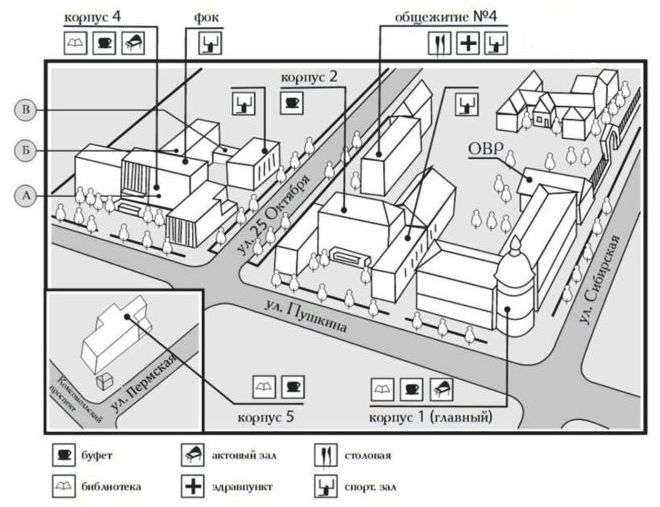 корпус 4
фок
общежитие №4
корпус 2
В
Б
А
ОВР
ул. 25 Октября
ул. Пушкина
ул. Сибирская
ул. Пермская
Комсомольский
проспект
корпус 5
корпус 1 (главный)
буфет
актовый зал
столовая
библиотека
здравпункт
спорт. зал